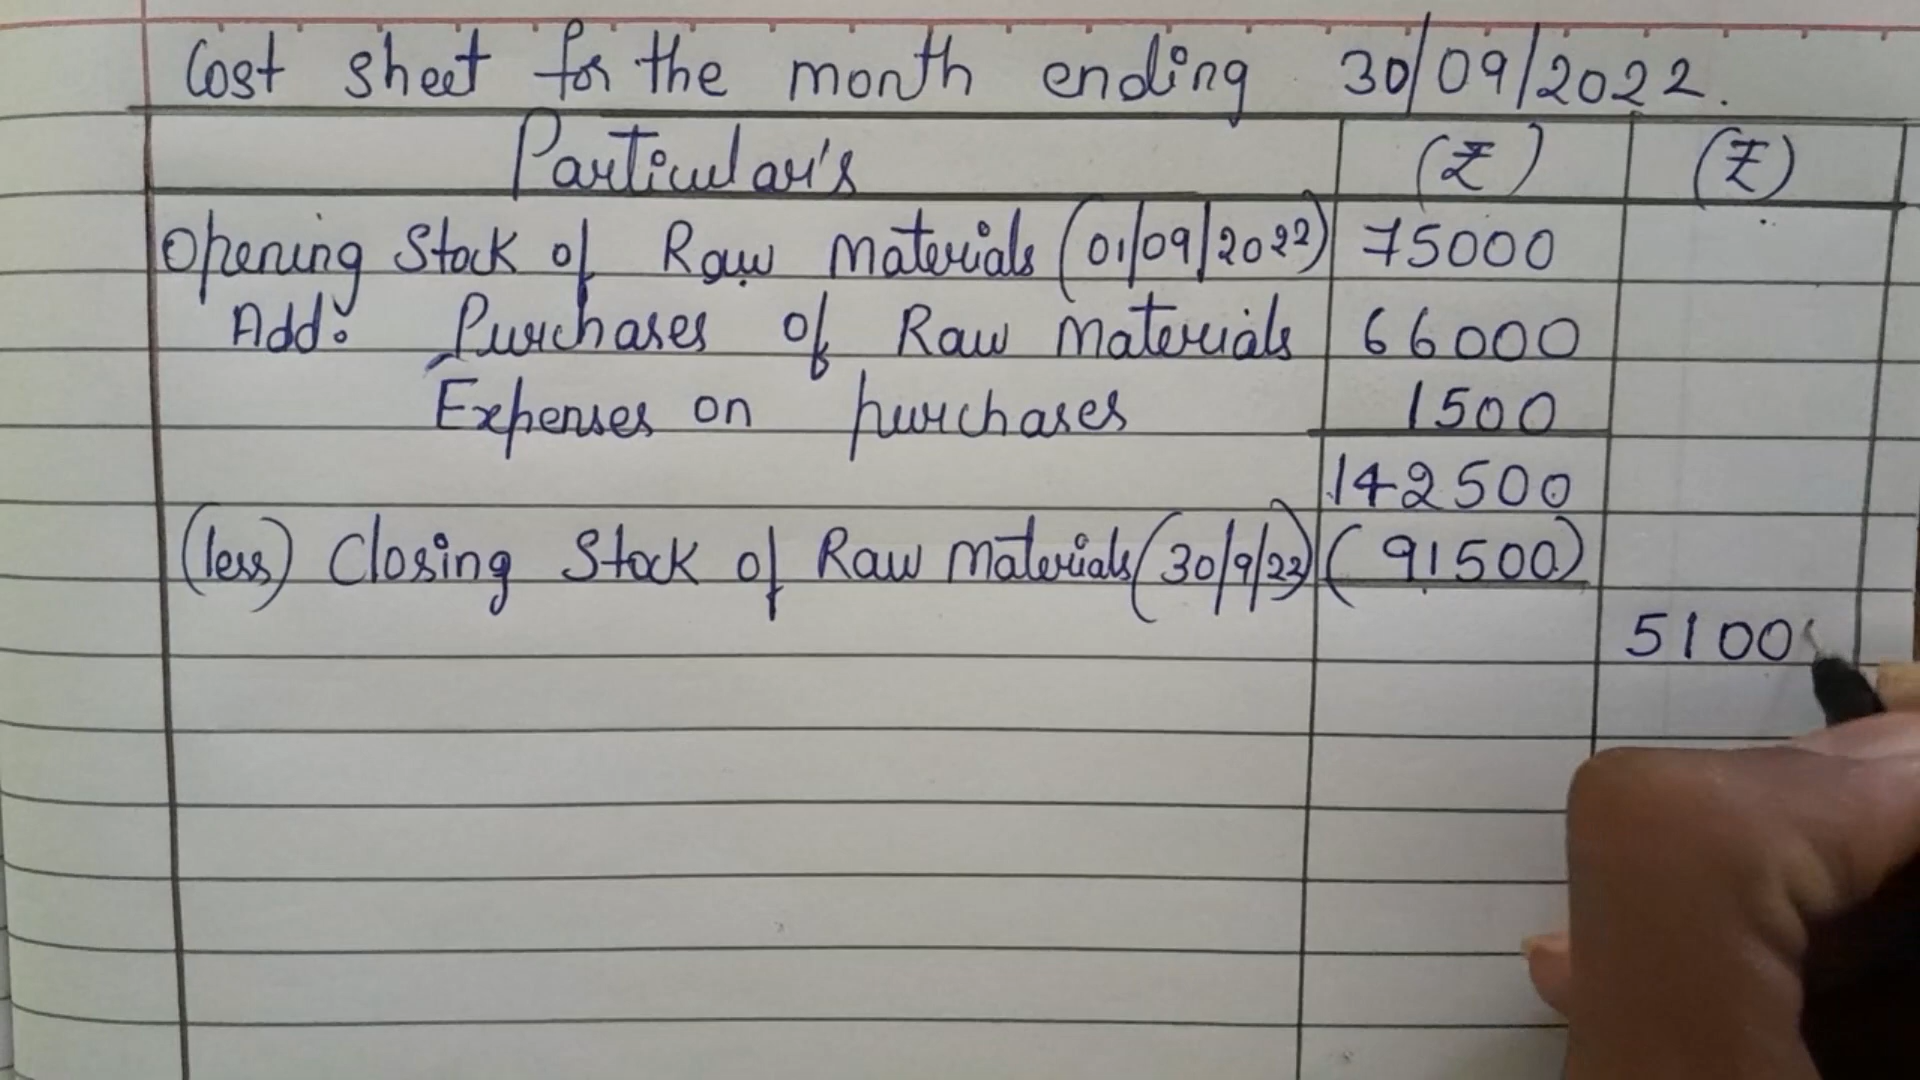 Cost sheet for the month ending 30/09/2022.
Particular's (₹) (₹)
Opening Stock of Raw Materials (01/09/2022) 75000
Add: Purchases of Raw Materials 66000
Expenses on purchases 1500
142500
(less) Closing Stock of Raw Materials (30/9/22) (91500)
5100